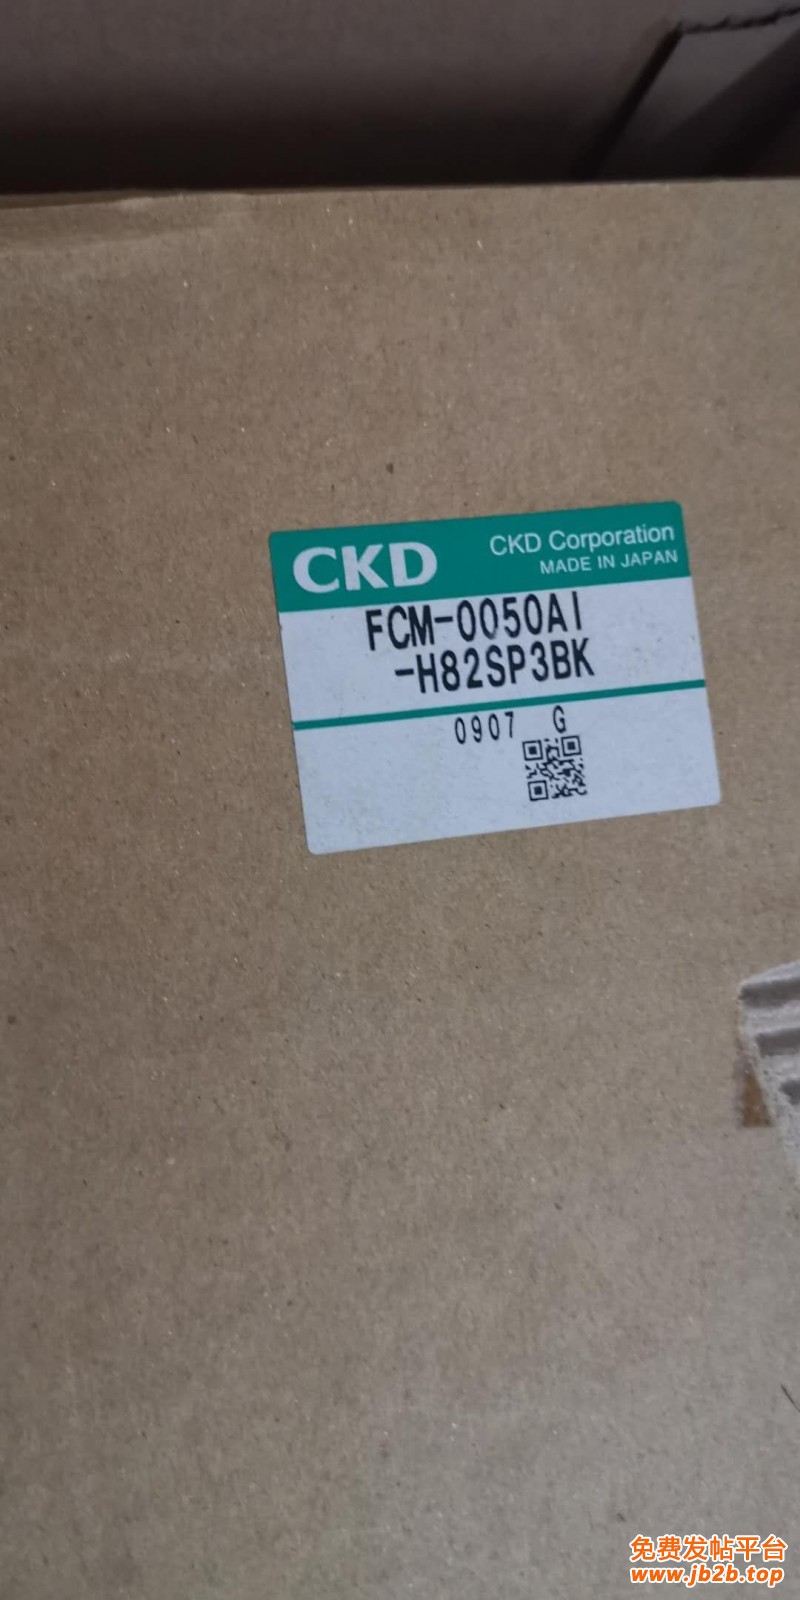 CKD
CKD Corporation
MADE IN JAPAN
FCM-0050AI
-H82SP3BK
0907 G
免费发帖平台
www.jb2b.top